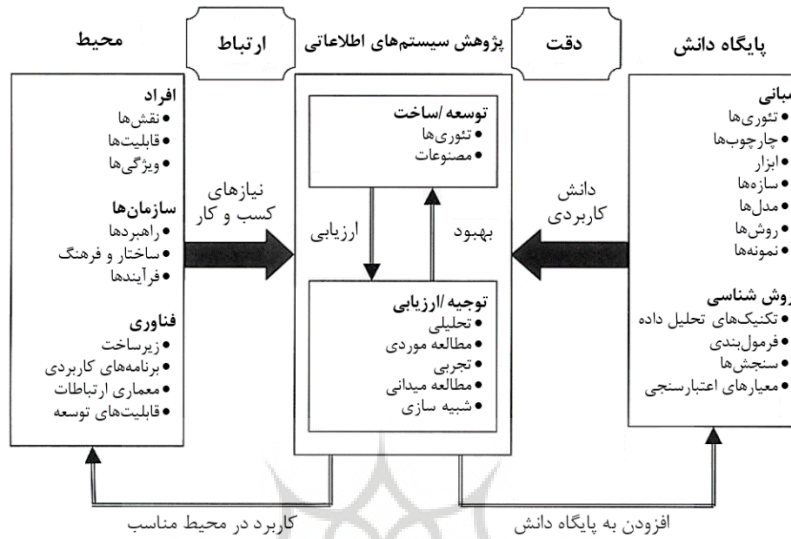 محیط
ارتباط
پژوهش سیستم‌های اطلاعاتی
دقت
پایگاه دانش
افراد
• نقش‌ها
• قابلیت‌ها
• ویژگی‌ها
سازمان‌ها
• راهبردها
• ساختار و فرهنگ
• فرآیندها
فناوری
• زیرساخت
• برنامه‌های کاربردی
• معماری ارتباطات
• قابلیت‌های توسعه
نیازهای
کسب و کار
توسعه /ساخت
• تئوری‌ها
• مصنوعات
ارزیابی
بهبود
توجیه /ارزیابی
• تحلیلی
• مطالعه موردی
• تجربی
• مطالعه میدانی
• شبیه سازی
دانش
کاربردی
مبانی
• تئوری‌ها
• چارچوب‌ها
• ابزار
• سازه‌ها
• مدل‌ها
• روش‌ها
• نمونه‌ها
روش شناسی
• تکنیک‌های تحلیل داده
• فرمول‌بندی
• سنجش‌ها
• معیارهای اعتبارسنجی
کاربرد در محیط مناسب
افزودن به پایگاه دانش